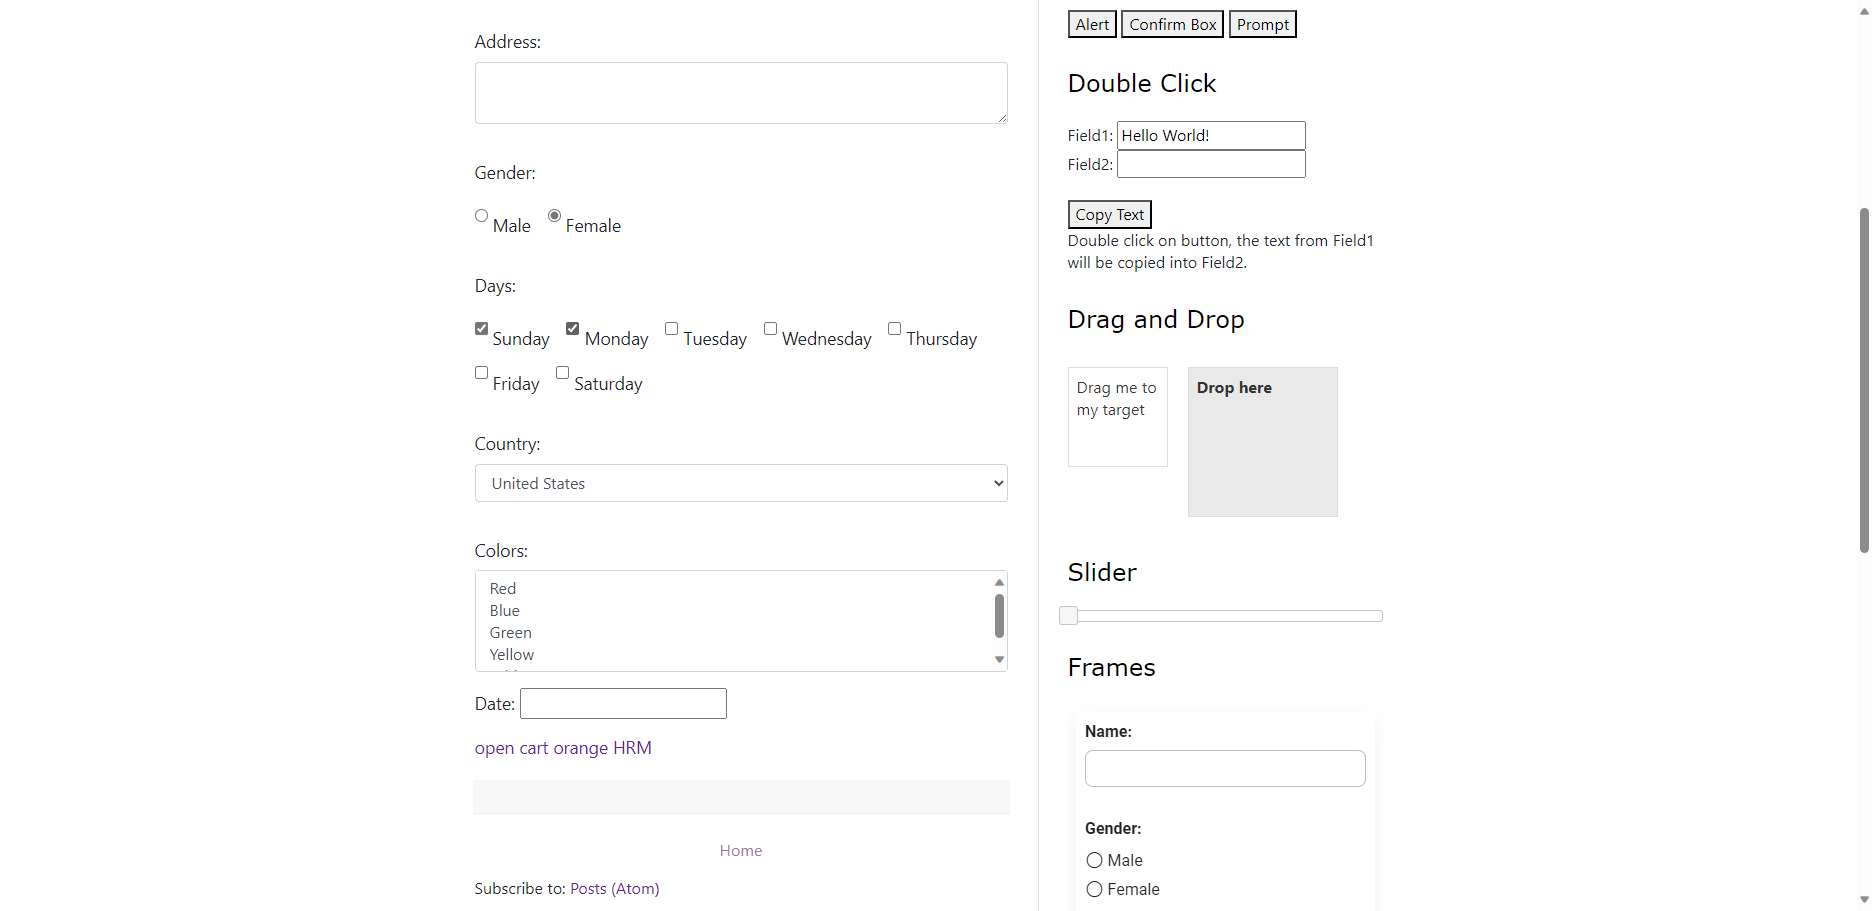 Address:
Gender:
Male Female
Days:
Sunday Monday Tuesday Wednesday Thursday
Friday Saturday
Country:
United States
Colors:
Red
Blue
Green
Yellow
Date:
open cart orange HRM
Home
Subscribe to: Posts (Atom)
Alert Confirm Box Prompt
Double Click
Field1: Hello World!
Field2:
Copy Text
Double click on button, the text from Field1
will be copied into Field2.
Drag and Drop
Drag me to
my target
Drop here
Slider
Frames
Name:
Gender:
Male
Female